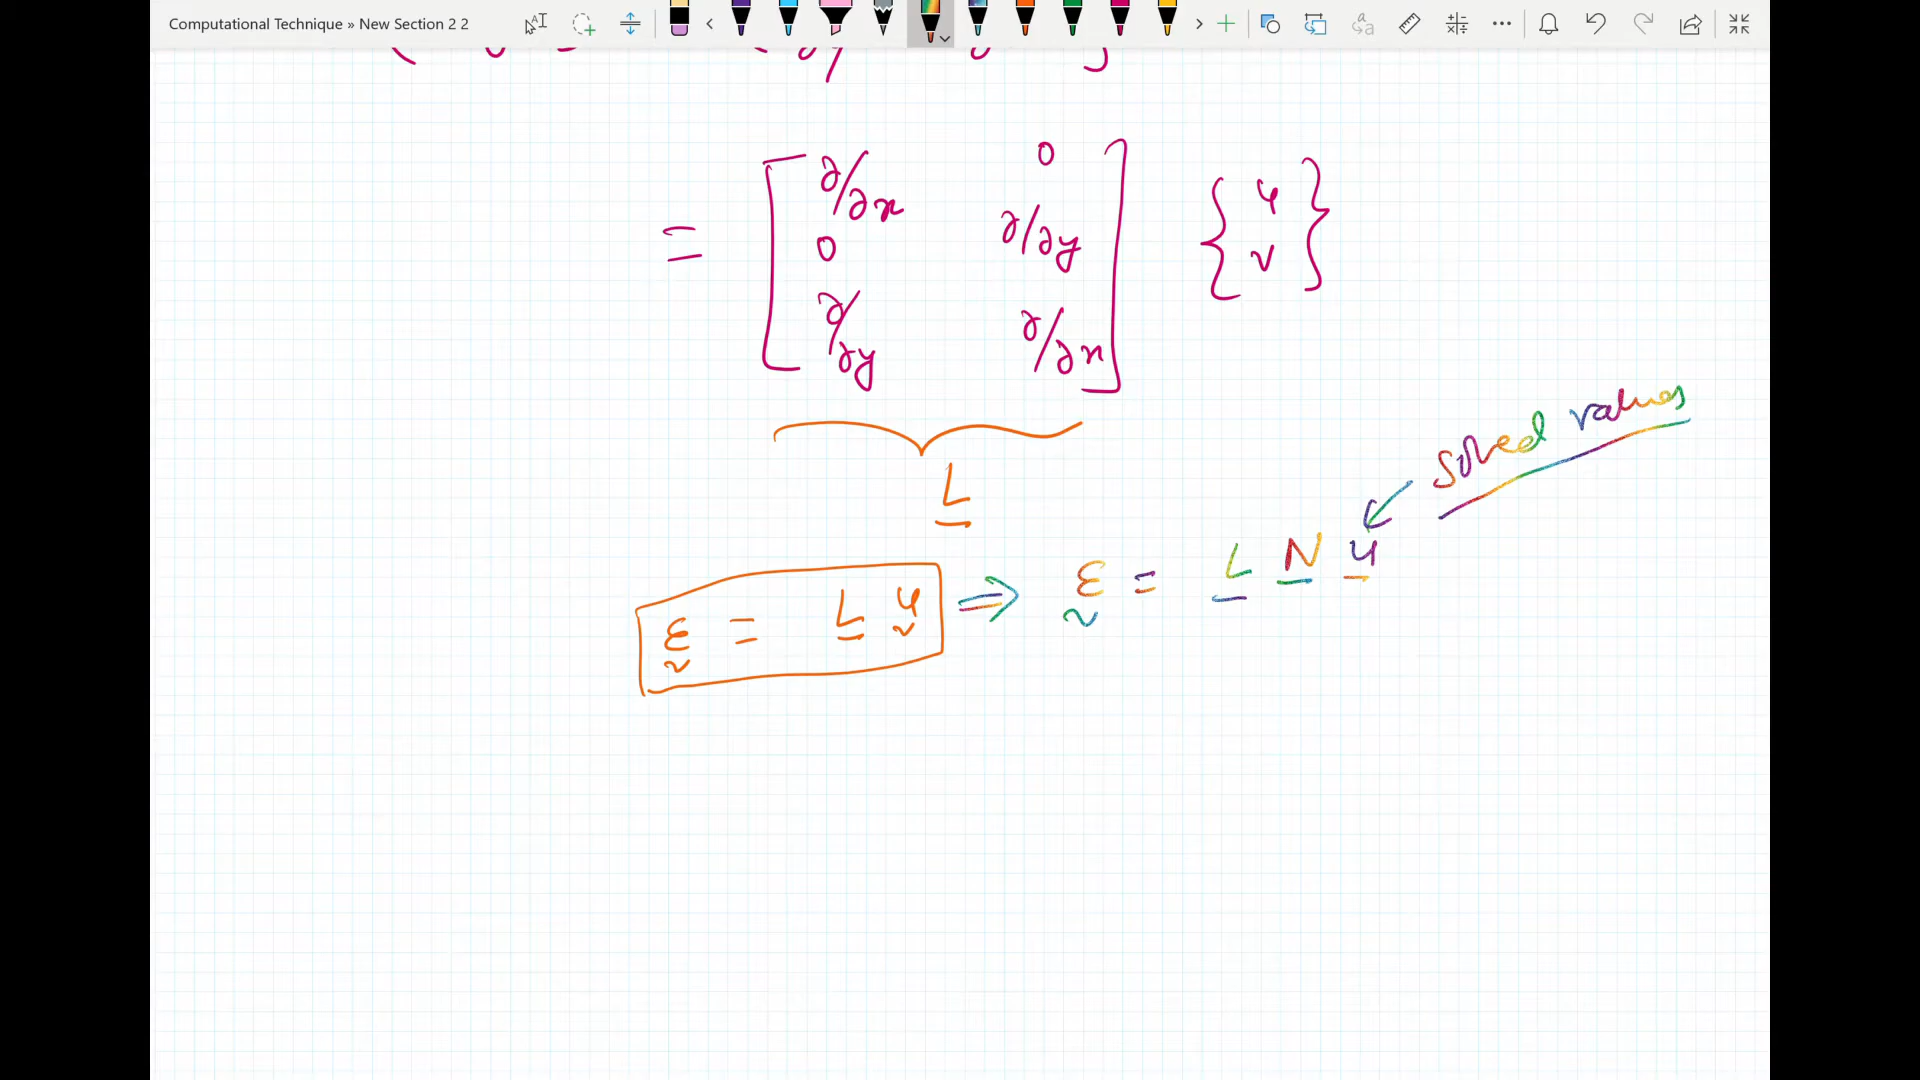 Computational Technique » New Section 2 2
= [ ∂/∂x 0 ] { u }
0 ∂/∂y { v }
∂/∂y ∂/∂x
L
solved values
ε = L u ⇒ ε = L N u